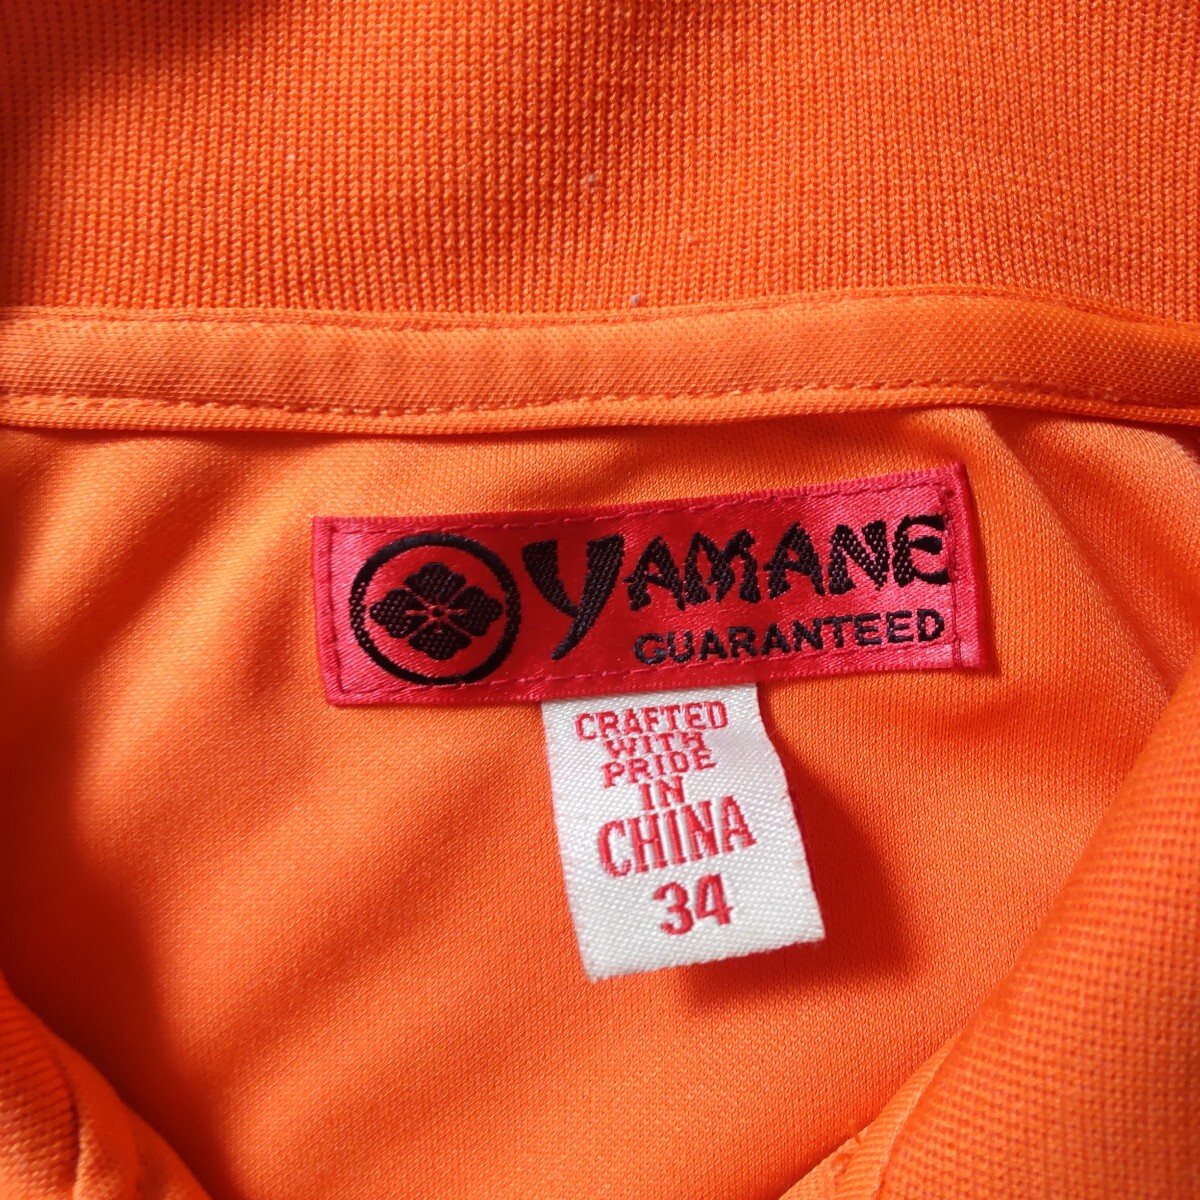 YAMANE
GUARANTEED
CRAFTED
WITH
PRIDE
IN
CHINA
34